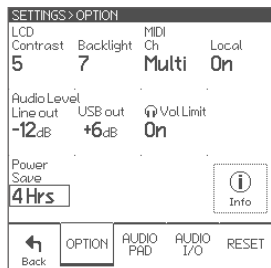 SETTINGS>OPTION
LCD MIDI
Contrast Backlight Ch Local
5 7 Multi On
Audio Level
Line out USB out Vol Limit
-12dB +6dB On
Power
Save
4 Hrs
i
Info
Back OPTION AUDIO PAD AUDIO I/O RESET